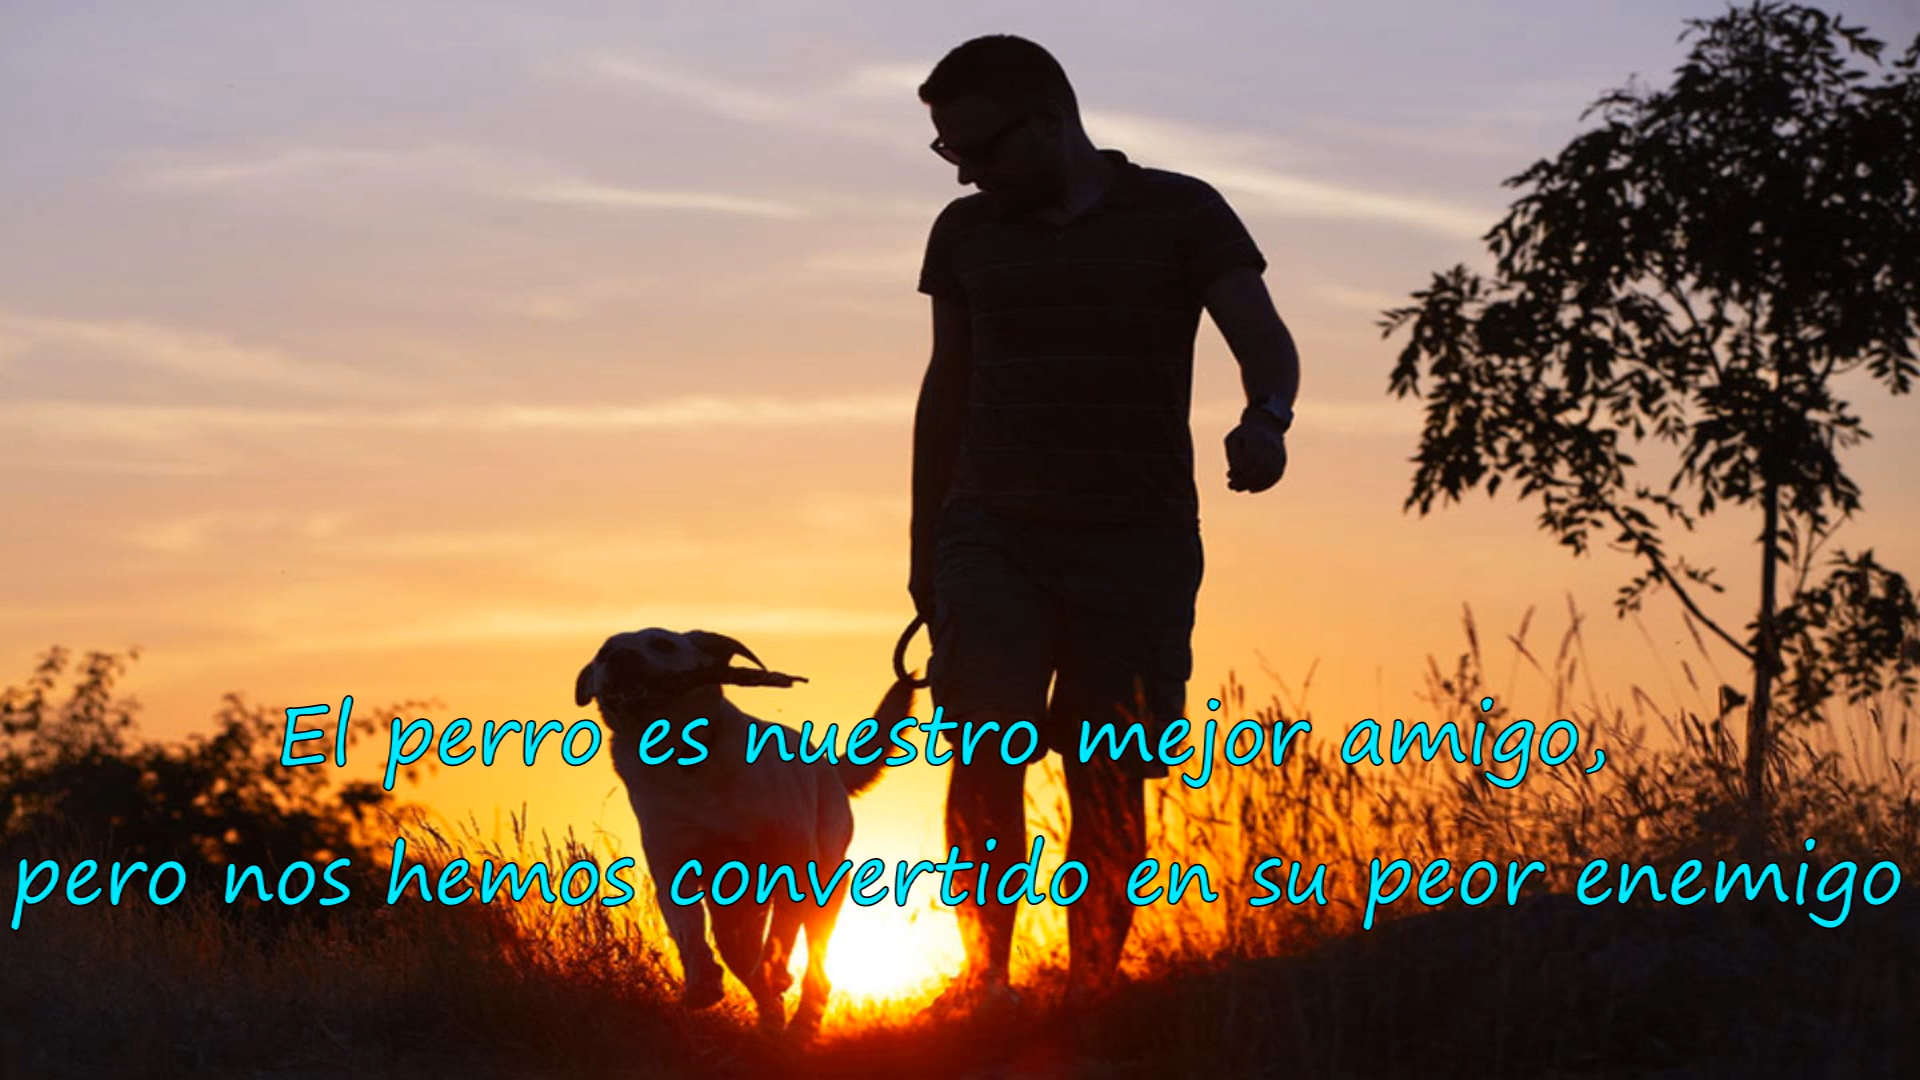 El perro es nuestro mejor amigo,
pero nos hemos convertido en su peor enemigo